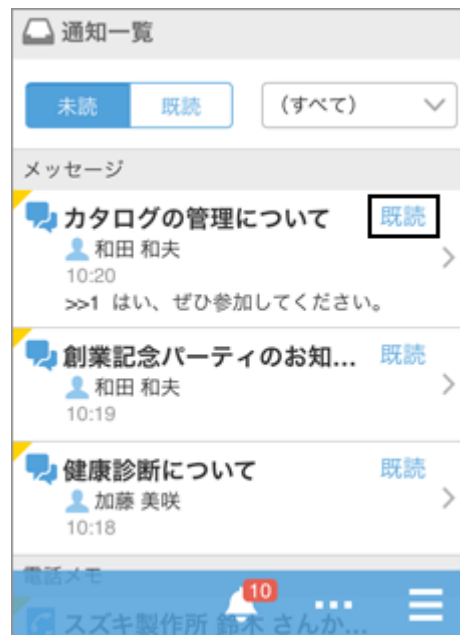 通知一覧
未読 既読 (すべて)
メッセージ
カタログの管理について 既読
和田 和夫
10:20
>>1 はい、ぜひ参加してください。
創業記念パーティのお知... 既読
和田 和夫
10:19
健康診断について 既読
加藤 美咲
10:18
電話メモ
10
スズキ製作所 鈴木 さんか...